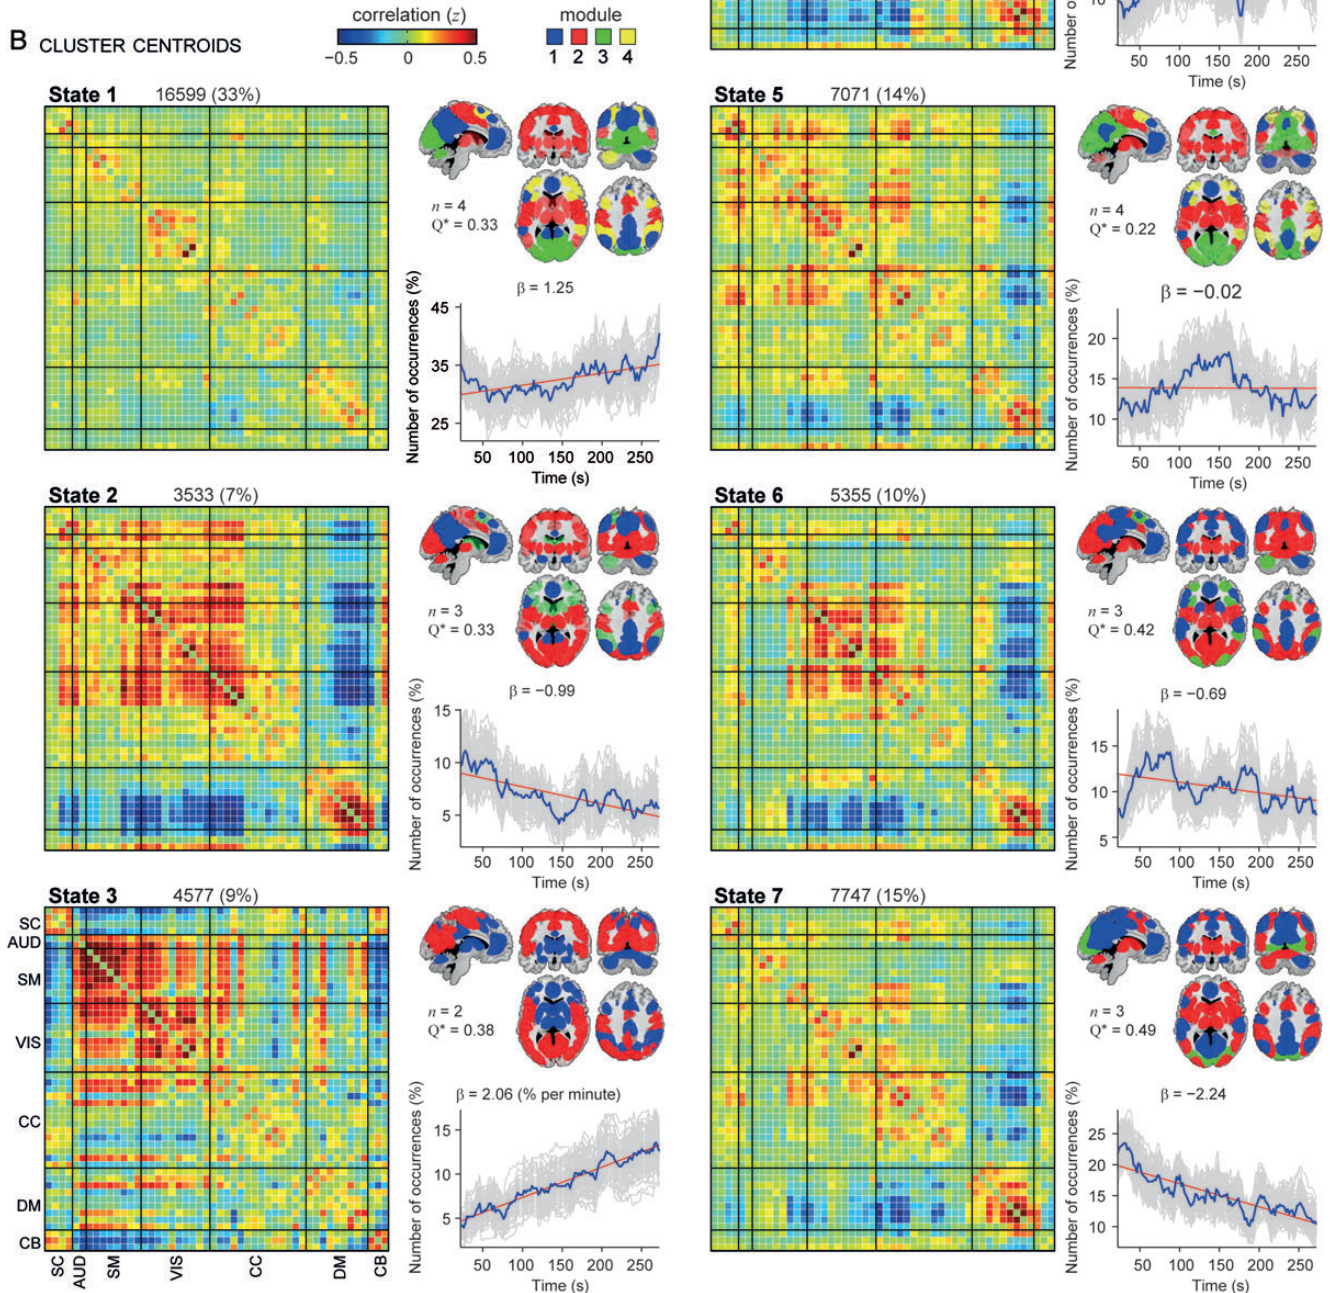 B CLUSTER CENTROIDS
correlation (z)
−0.5 0 0.5
module
1 2 3 4
10
Number of o
50 100 150 200 250
Time (s)
State 1 16599 (33%)
n = 4
Q* = 0.33
β = 1.25
Number of occurrences (%)
45
35
25
50 100 150 200 250
Time (s)
State 5 7071 (14%)
n = 4
Q* = 0.22
β = −0.02
Number of occurrences (%)
20
15
10
50 100 150 200 250
Time (s)
State 2 3533 (7%)
n = 3
Q* = 0.33
β = −0.99
Number of occurrences (%)
15
10
5
50 100 150 200 250
Time (s)
State 6 5355 (10%)
n = 3
Q* = 0.42
β = −0.69
Number of occurrences (%)
15
10
5
50 100 150 200 250
Time (s)
State 3 4577 (9%)
SC
AUD
SM
VIS
CC
DM
CB
SC AUD SM VIS CC DM CB
n = 2
Q* = 0.38
β = 2.06 (% per minute)
Number of occurrences (%)
15
10
5
50 100 150 200 250
Time (s)
State 7 7747 (15%)
n = 3
Q* = 0.49
β = −2.24
Number of occurrences (%)
25
20
15
10
50 100 150 200 250
Time (s)